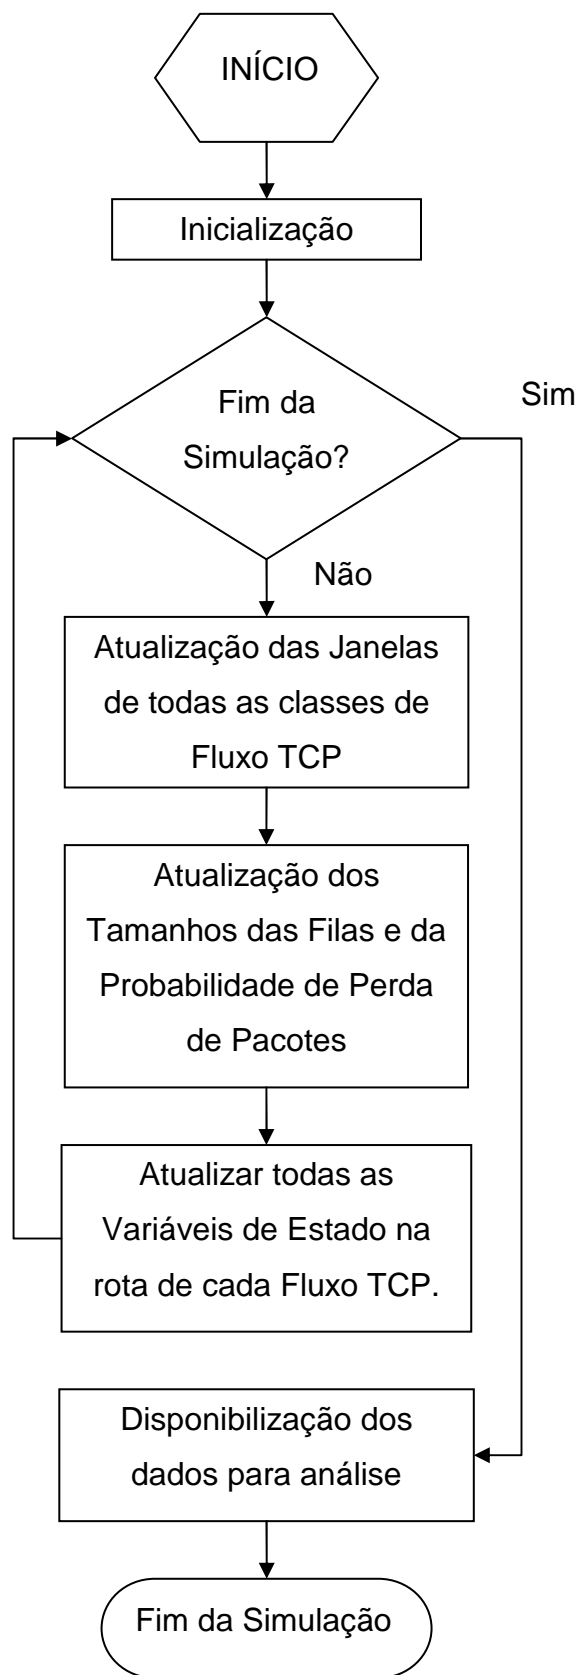 INÍCIO
Inicialização
Fim da
Simulação?
Sim
Não
Atualização das Janelas
de todas as classes de
Fluxo TCP
Atualização dos
Tamanhos das Filas e da
Probabilidade de Perda
de Pacotes
Atualizar todas as
Variáveis de Estado na
rota de cada Fluxo TCP.
Disponibilização dos
dados para análise
Fim da Simulação